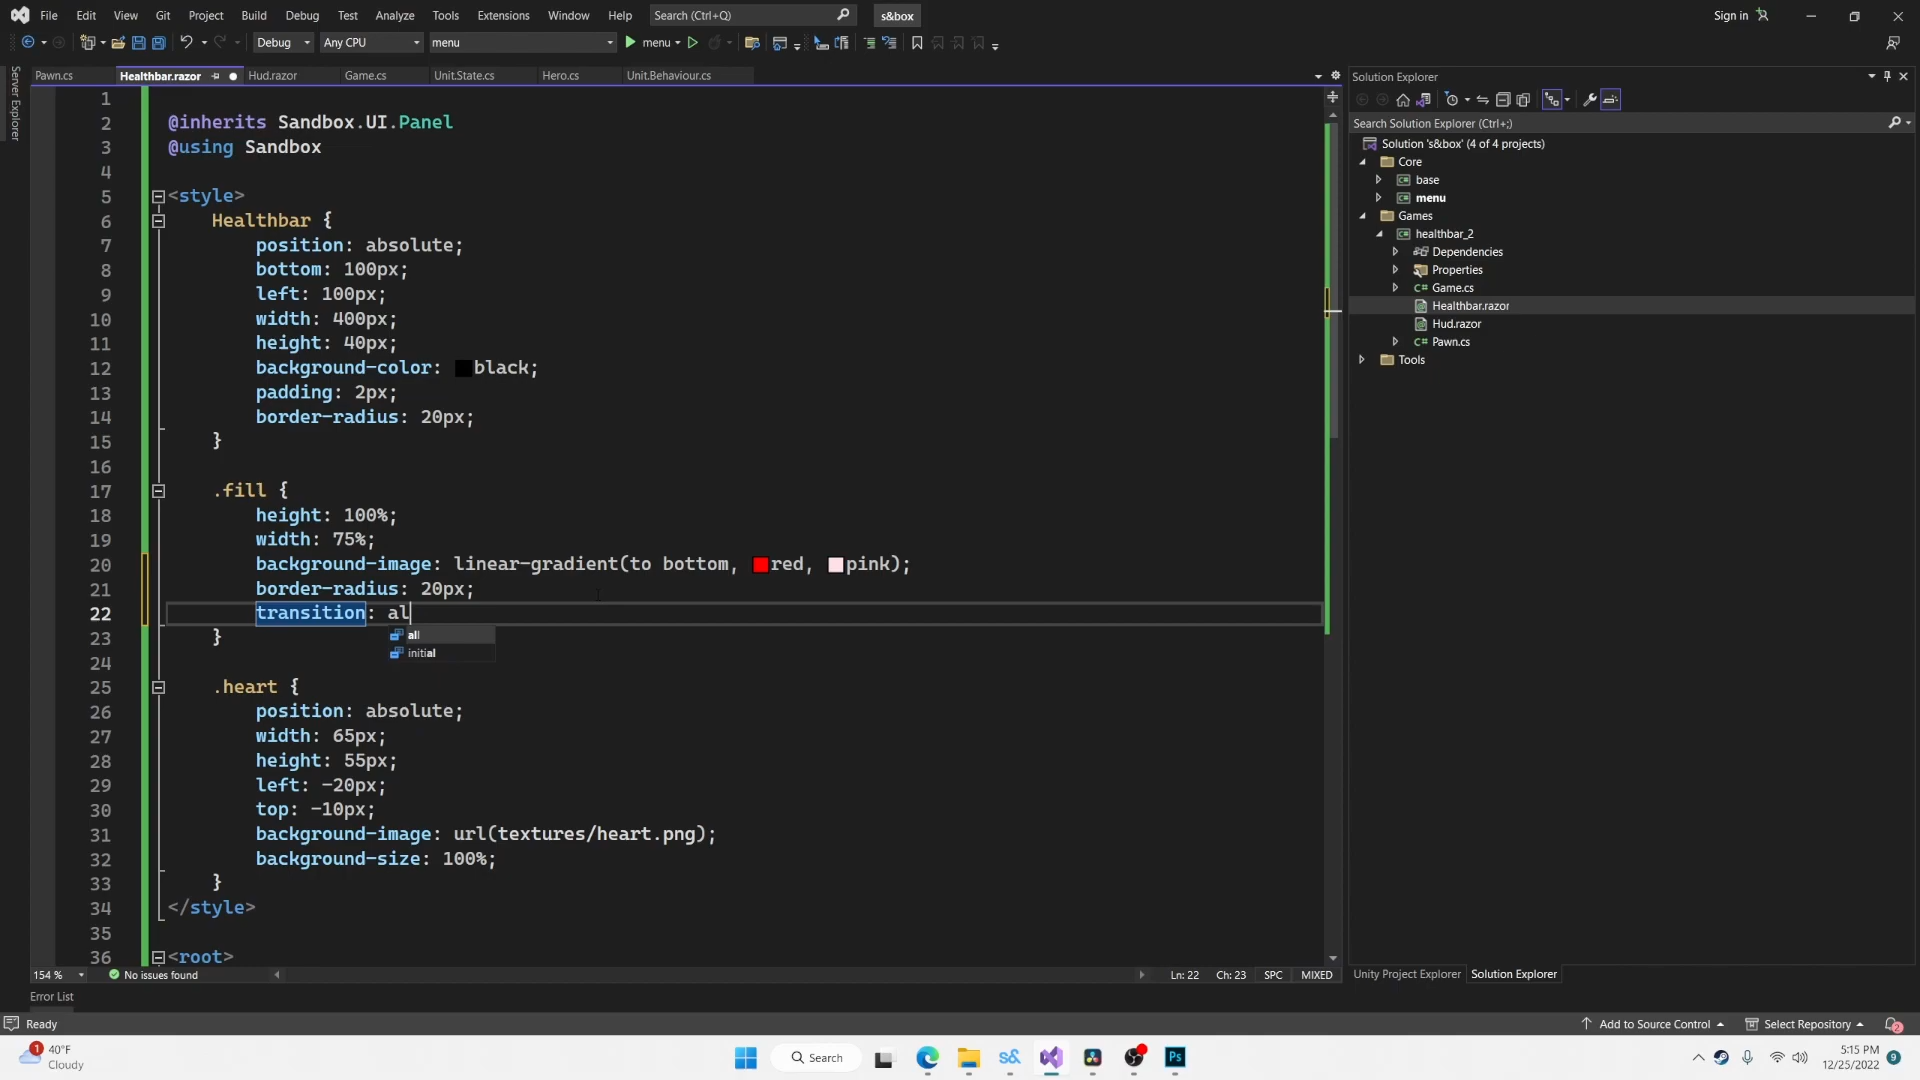 File Edit View Git Project Build Debug Test Analyze Tools Extensions Window Help Search (Ctrl+Q) s&box Sign in
Debug Any CPU menu menu
Server Explorer
Pawn.cs Healthbar.razor Hud.razor Game.cs Unit.State.cs Hero.cs Unit.Behaviour.cs
1
2 @inherits Sandbox.UI.Panel
3 @using Sandbox
4
5 <style>
6 Healthbar {
7 position: absolute;
8 bottom: 100px;
9 left: 100px;
10 width: 400px;
11 height: 40px;
12 background-color: black;
13 padding: 2px;
14 border-radius: 20px;
15 }
16
17 .fill {
18 height: 100%;
19 width: 75%;
20 background-image: linear-gradient(to bottom, red, pink);
21 border-radius: 20px;
22 transition: al
all
23 }
initial
24
25 .heart {
26 position: absolute;
27 width: 65px;
28 height: 55px;
29 left: -20px;
30 top: -10px;
31 background-image: url(textures/heart.png);
32 background-size: 100%;
33 }
34 </style>
35
36 <root>
154 % No issues found Ln: 22 Ch: 23 SPC MIXED
Error List
Solution Explorer
Search Solution Explorer (Ctrl+;)
Solution 's&box' (4 of 4 projects)
Core
base
menu
Games
healthbar_2
Dependencies
Properties
C# Game.cs
Healthbar.razor
Hud.razor
C# Pawn.cs
Tools
Unity Project Explorer Solution Explorer
Ready Add to Source Control Select Repository 2
1 40°F
Cloudy
Search s& Ps
5:15 PM
12/25/2022 9